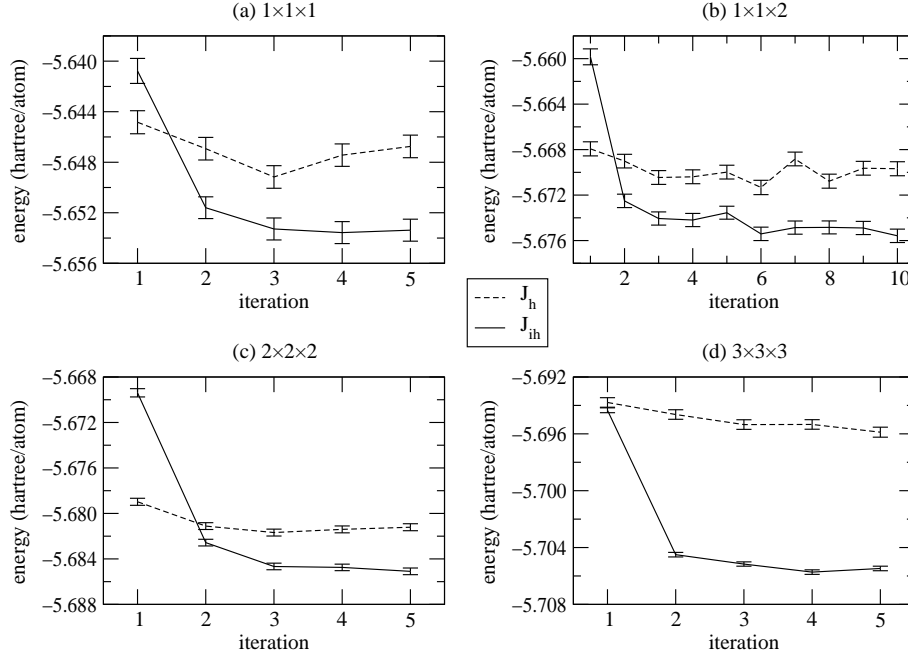 (a) 1×1×1
energy (hartree/atom)
−5.640
−5.644
−5.648
−5.652
−5.656
1 2 3 4 5
iteration
(b) 1×1×2
energy (hartree/atom)
−5.660
−5.664
−5.668
−5.672
−5.676
2 4 6 8 10
iteration
J_h
J_ih
(c) 2×2×2
energy (hartree/atom)
−5.668
−5.672
−5.676
−5.680
−5.684
−5.688
1 2 3 4 5
iteration
(d) 3×3×3
energy (hartree/atom)
−5.692
−5.696
−5.700
−5.704
−5.708
1 2 3 4 5
iteration